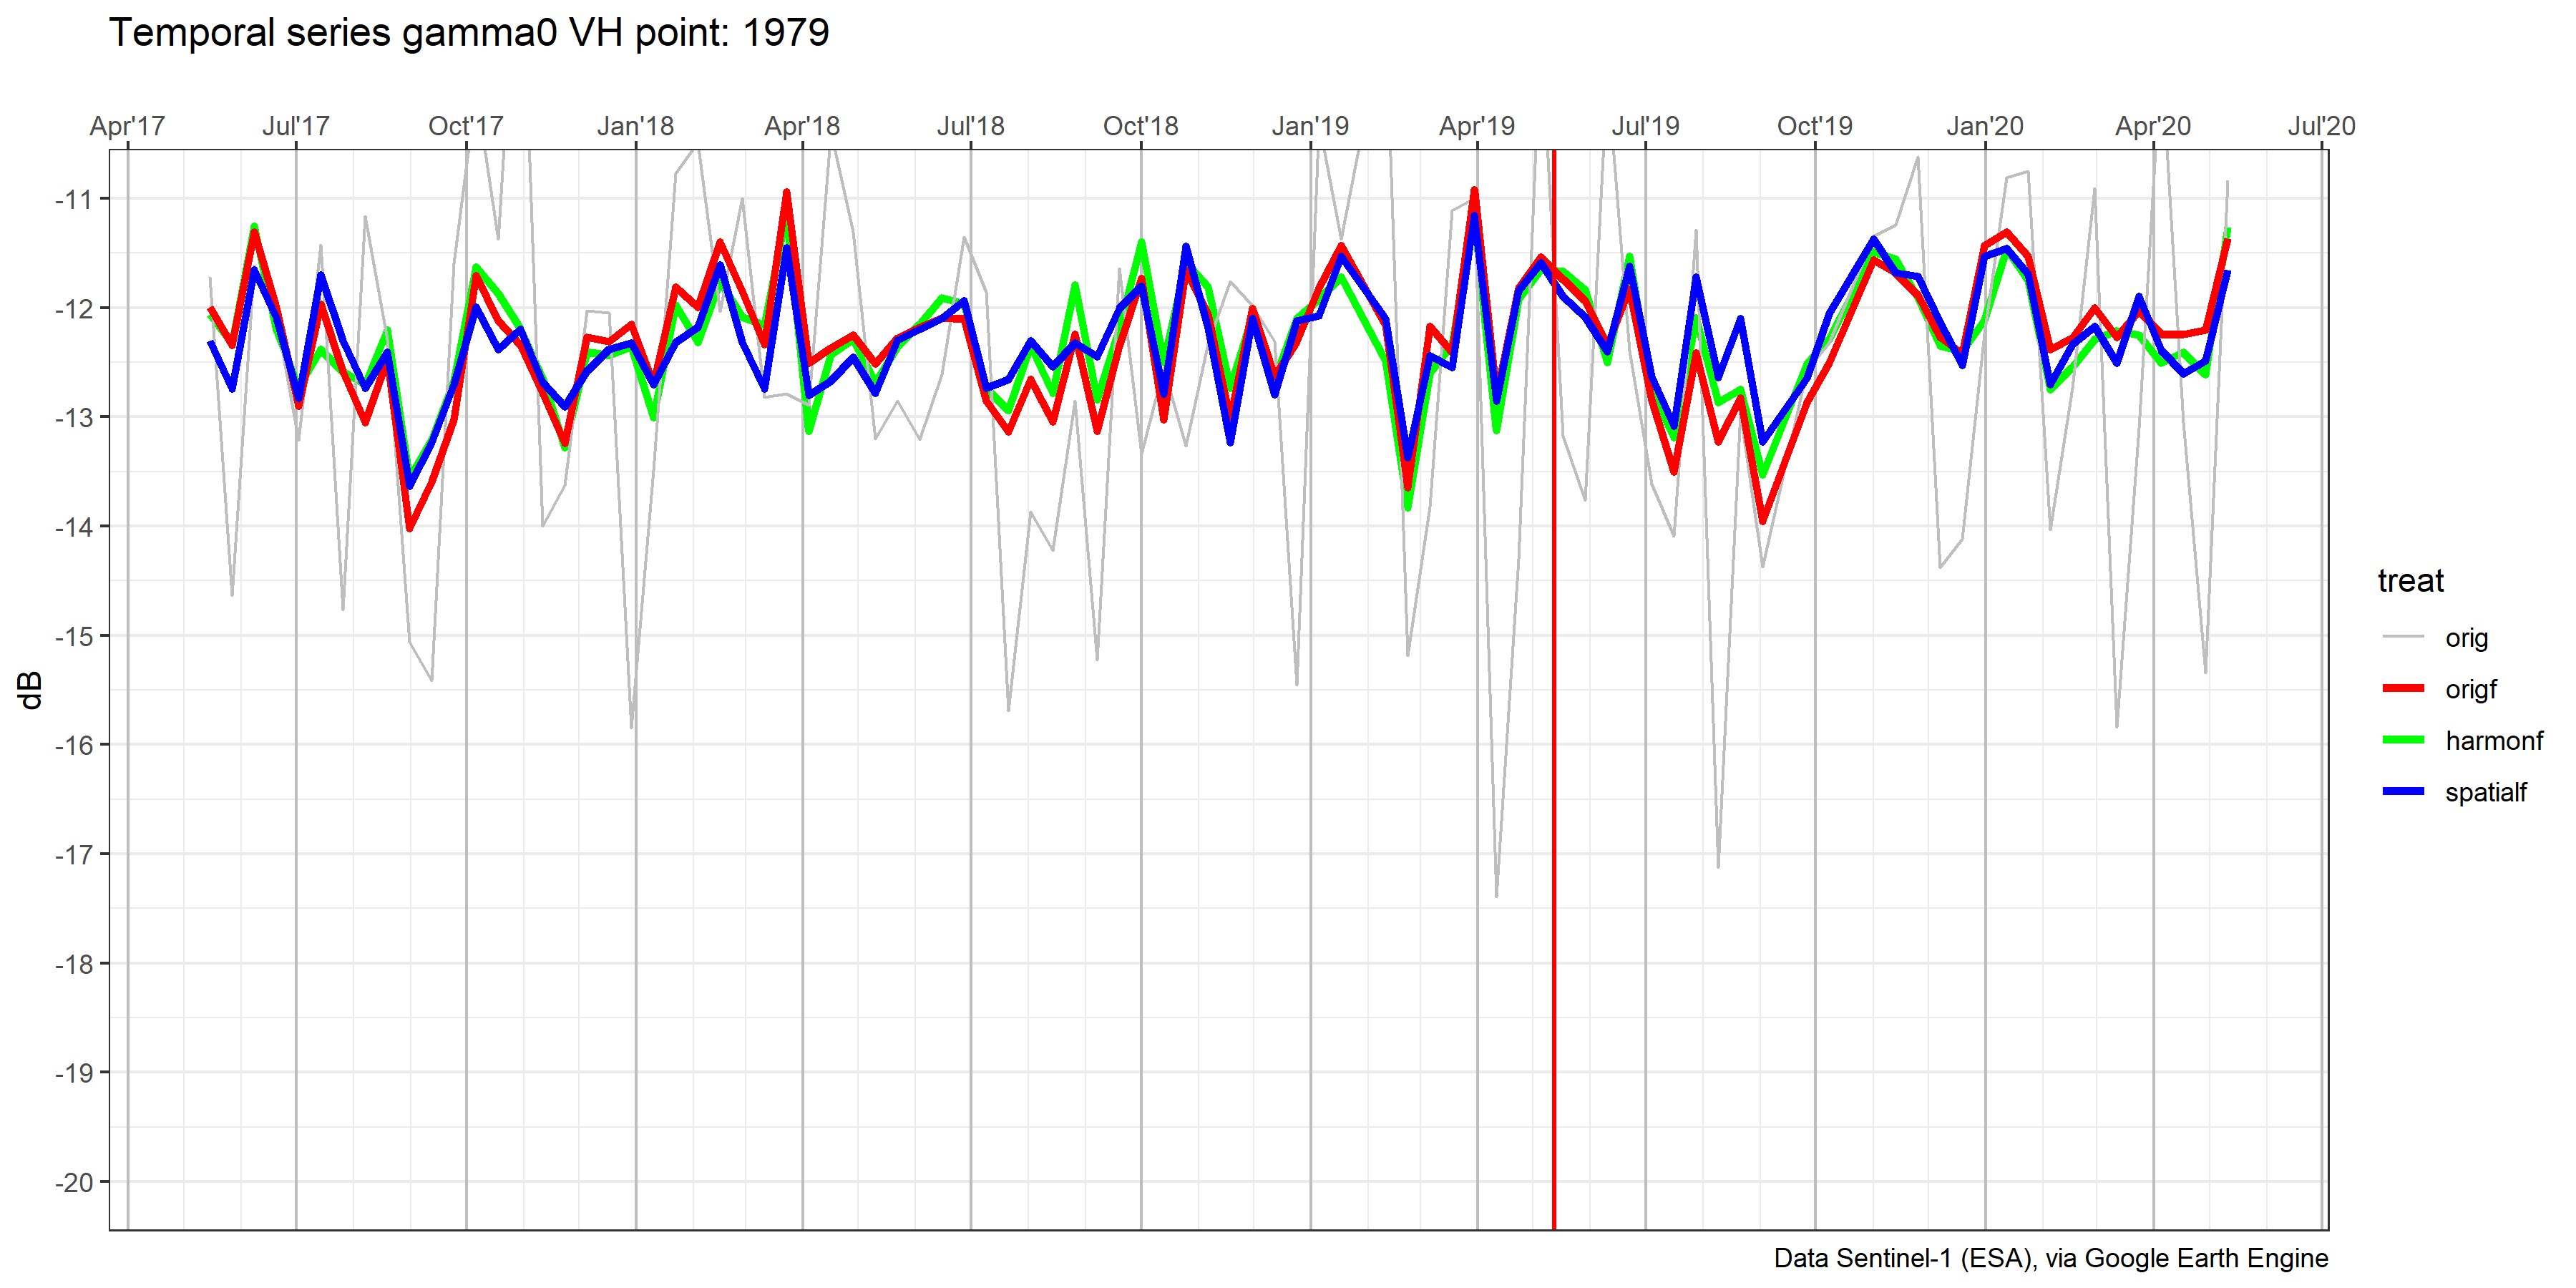 Temporal series gamma0 VH point: 1979
Apr'17 Jul'17 Oct'17 Jan'18 Apr'18 Jul'18 Oct'18 Jan'19 Apr'19 Jul'19 Oct'19 Jan'20 Apr'20 Jul'20
-11
-12
-13
-14
-15
-16
-17
-18
-19
-20
dB
treat
orig
origf
harmonf
spatialf
Data Sentinel-1 (ESA), via Google Earth Engine